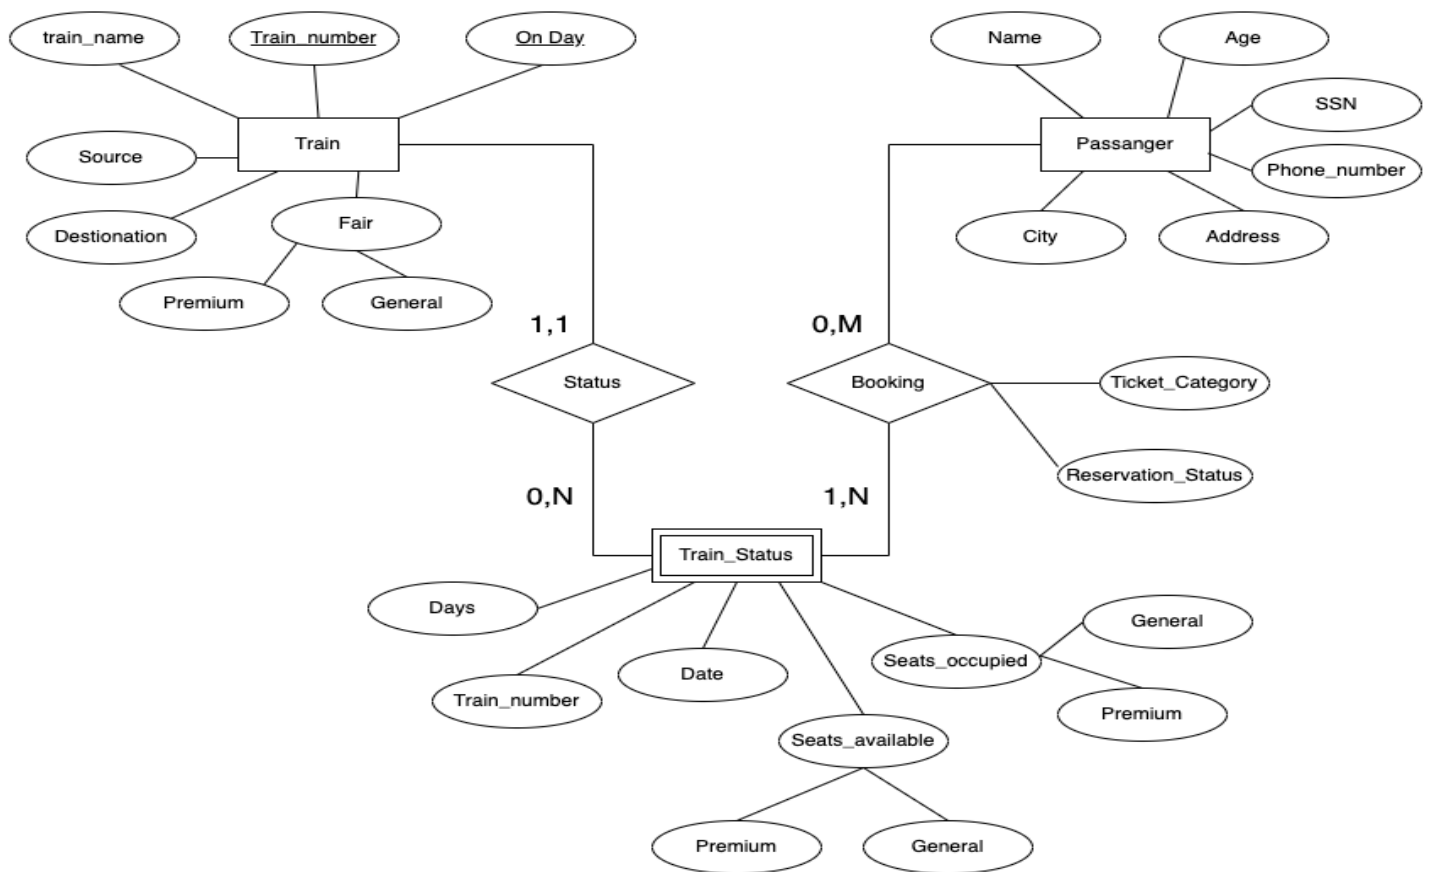 train_name
Train_number
On Day
Name
Age
SSN
Train
Passanger
Source
Phone_number
Fair
Destionation
City
Address
Premium
General
1,1
0,M
Status
Booking
Ticket_Category
Reservation_Status
0,N
1,N
Train_Status
Days
General
Seats_occupied
Date
Train_number
Premium
Seats_available
Premium
General